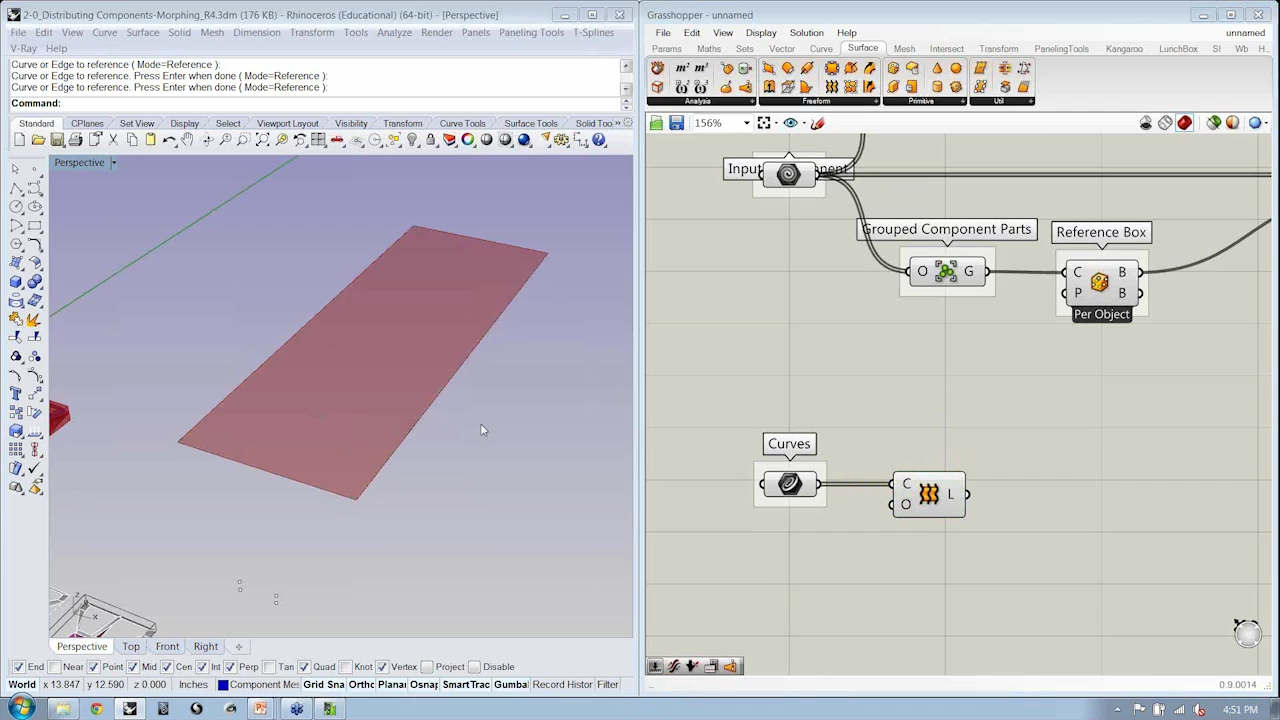 2-0_Distributing Components-Morphing_R4.3dm (176 KB) - Rhinoceros (Educational) (64-bit) - [Perspective]
File Edit View Curve Surface Solid Mesh Dimension Transform Tools Analyze Render Panels Paneling Tools T-Splines
V-Ray Help
Curve or Edge to reference ( Mode=Reference ):
Curve or Edge to reference. Press Enter when done ( Mode=Reference ):
Curve or Edge to reference. Press Enter when done ( Mode=Reference ):
Command:
Standard CPlanes Set View Display Select Viewport Layout Visibility Transform Curve Tools Surface Tools Solid Too
Perspective
z
x
Perspective Top Front Right
End Near Point Mid Cen Int Perp Tan Quad Knot Vertex Project Disable
World x 13.847 y 12.590 z 0.000 Inches Component Mes Grid Sna Ortho Planar Osnap SmartTrac Gumba Record Histor Filter
Grasshopper - unnamed
File Edit View Display Solution Help unnamed
Params Maths Sets Vector Curve Surface Mesh Intersect Transform PanelingTools Kangaroo LunchBox SI Wb H...
Analysis Freeform Primitive Util
156%
Grouped Component Parts
Reference Box
O G
C B
P B
Per Object
Curves
C
O L
0.9.0014
4:51 PM